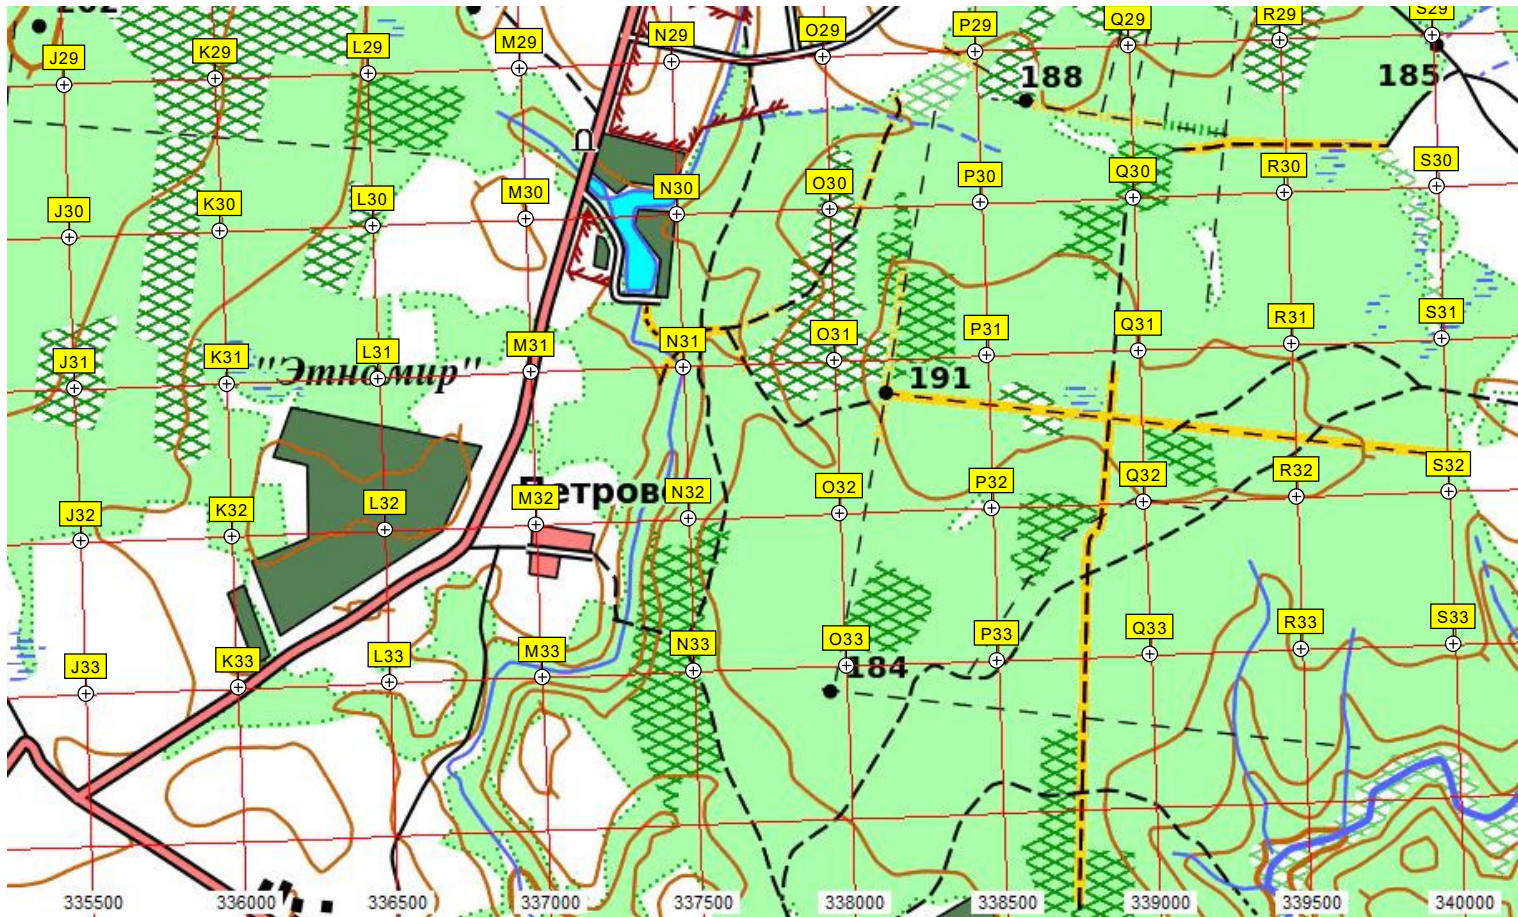 202
J29 K29 L29 M29 N29 O29 P29 Q29 R29 S29
188 185
J30 K30 L30 M30 N30 O30 P30 Q30 R30 S30
J31 K31 L31 M31 N31 O31 P31 Q31 R31 S31
"Этномир"
191
J32 K32 L32 M32 N32 O32 P32 Q32 R32 S32
Петрово
J33 K33 L33 M33 N33 O33 P33 Q33 R33 S33
184
335500 336000 336500 337000 337500 338000 338500 339000 339500 340000